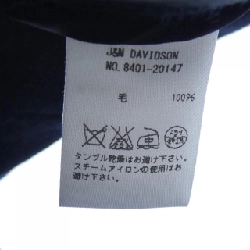 J&M DAVIDSON
NO. 8401-20147
毛 100%
タンブル乾燥はお避け下さい。
スチームアイロンの使用は
お避け下さい。